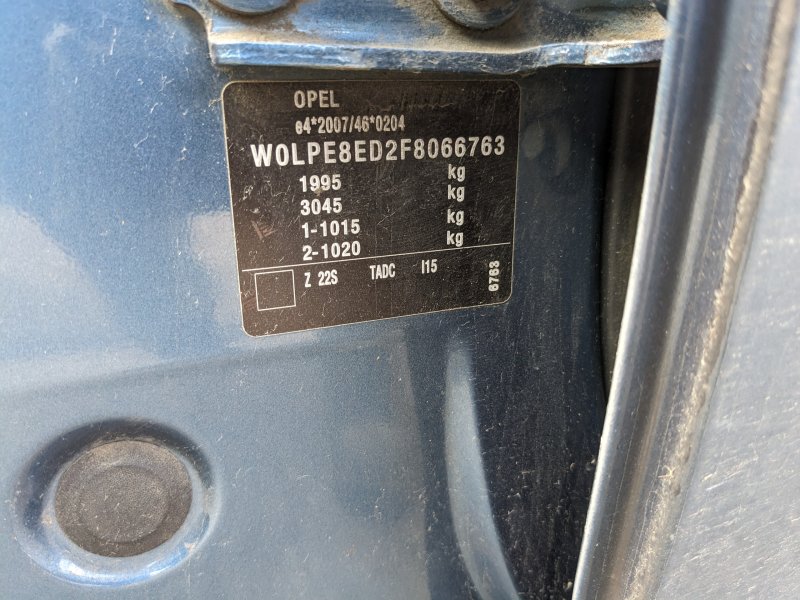 OPEL
e4*2007/46*0204
W0LPE8ED2F8066763
1995 kg
3045 kg
1-1015 kg
2-1020 kg
Z 22S TADC I15
6763